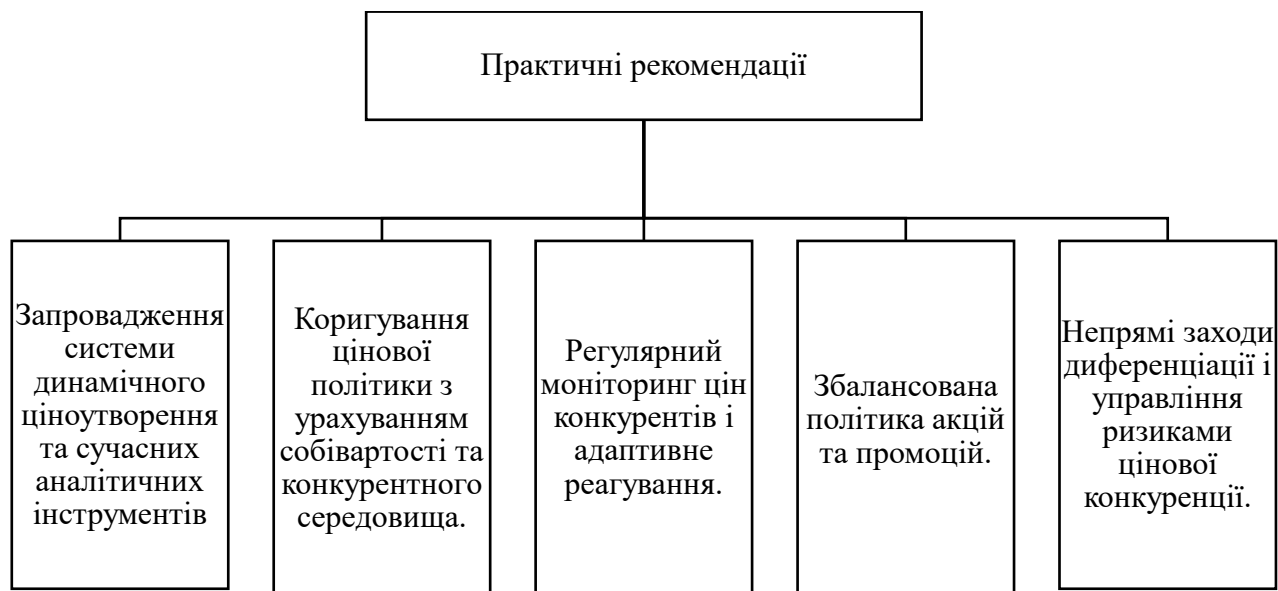 Практичні рекомендації
Запровадження
системи
динамічного
ціноутворення
та сучасних
аналітичних
інструментів
Коригування
цінової
політики з
урахуванням
собівартості та
конкурентного
середовища.
Регулярний
моніторинг цін
конкурентів і
адаптивне
реагування.
Збалансована
політика акцій
та промоцій.
Непрямі заходи
диференціації і
управління
ризиками
цінової
конкуренції.